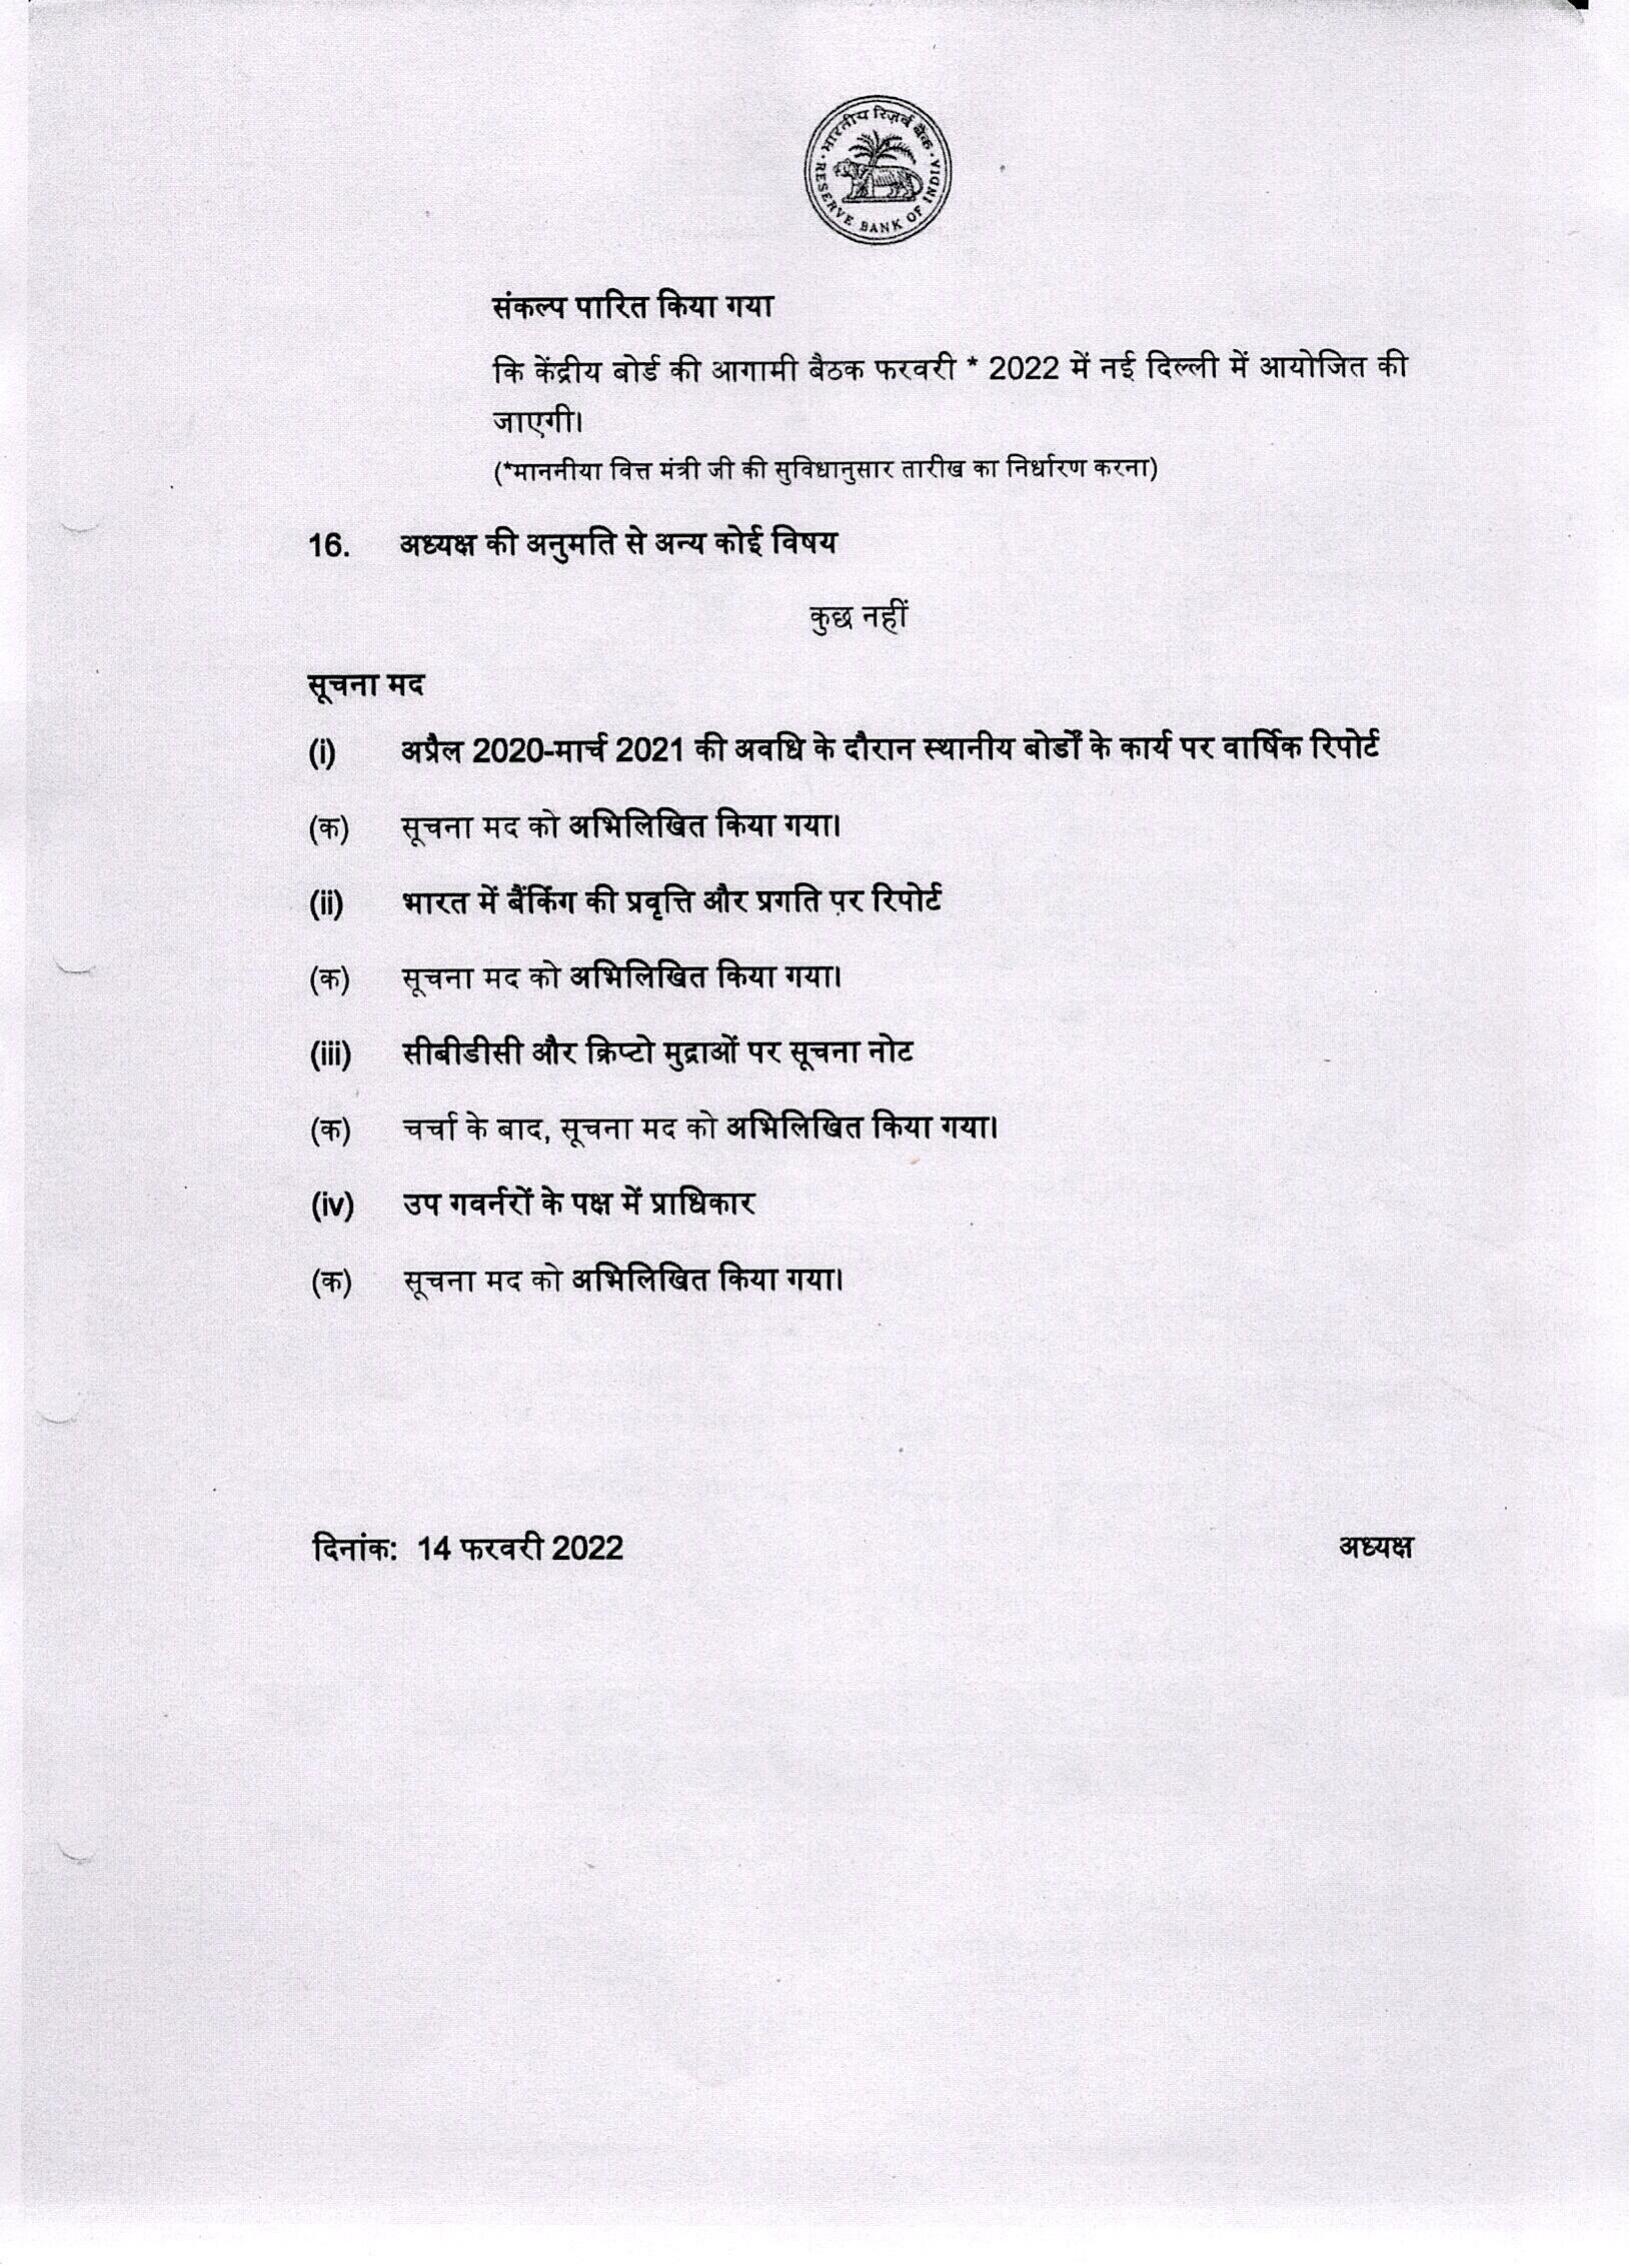 भारतीय रिज़र्व बैंक
RESERVE BANK OF INDIA
संकल्प पारित किया गया
कि केंद्रीय बोर्ड की आगामी बैठक फरवरी * 2022 में नई दिल्ली में आयोजित की
जाएगी।
(*माननीया वित्त मंत्री जी की सुविधानुसार तारीख का निर्धारण करना)
16. अध्यक्ष की अनुमति से अन्य कोई विषय
कुछ नहीं
सूचना मद
(i) अप्रैल 2020-मार्च 2021 की अवधि के दौरान स्थानीय बोर्डों के कार्य पर वार्षिक रिपोर्ट
(क) सूचना मद को अभिलिखित किया गया।
(ii) भारत में बैंकिंग की प्रवृत्ति और प्रगति पर रिपोर्ट
(क) सूचना मद को अभिलिखित किया गया।
(iii) सीबीडीसी और क्रिप्टो मुद्राओं पर सूचना नोट
(क) चर्चा के बाद, सूचना मद को अभिलिखित किया गया।
(iv) उप गवर्नरों के पक्ष में प्राधिकार
(क) सूचना मद को अभिलिखित किया गया।
दिनांक: 14 फरवरी 2022 अध्यक्ष